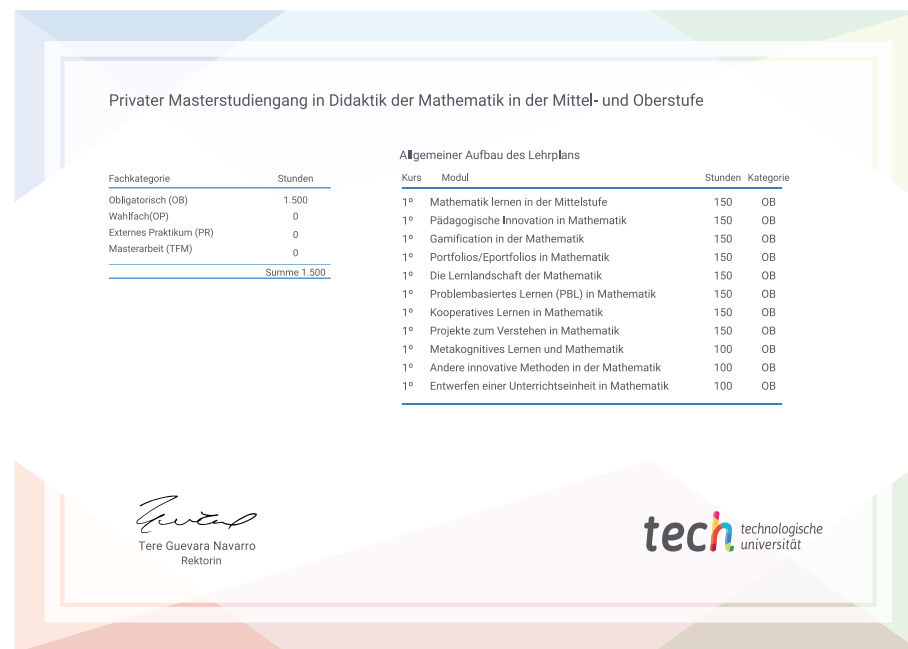 Privater Masterstudiengang in Didaktik der Mathematik in der Mittel- und Oberstufe
Fachkategorie Stunden
Obligatorisch (OB) 1.500
Wahlfach(OP) 0
Externes Praktikum (PR) 0
Masterarbeit (TFM) 0
Summe 1.500
Allgemeiner Aufbau des Lehrplans
Kurs Modul Stunden Kategorie
1º Mathematik lernen in der Mittelstufe 150 OB
1º Pädagogische Innovation in Mathematik 150 OB
1º Gamification in der Mathematik 150 OB
1º Portfolios/Eportfolios in Mathematik 150 OB
1º Die Lernlandschaft der Mathematik 150 OB
1º Problembasiertes Lernen (PBL) in Mathematik 150 OB
1º Kooperatives Lernen in Mathematik 150 OB
1º Projekte zum Verstehen in Mathematik 150 OB
1º Metakognitives Lernen und Mathematik 100 OB
1º Andere innovative Methoden in der Mathematik 100 OB
1º Entwerfen einer Unterrichtseinheit in Mathematik 100 OB
Tere Guevara Navarro
Rektorin
tech technologische
universität